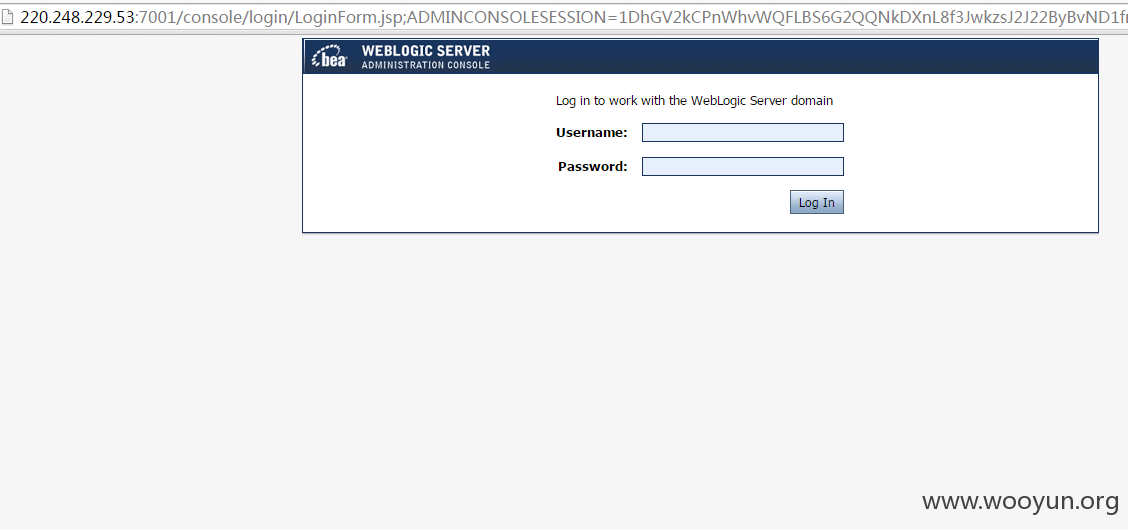 220.248.229.53:7001/console/login/LoginForm.jsp;ADMINCONSOLESESSION=1DhGV2kCPnWhvWQFLBS6G2QQNkDXnL8f3JwkzsJ2J22ByBvND1f
bea WEBLOGIC SERVER
ADMINISTRATION CONSOLE
Log in to work with the WebLogic Server domain
Username:
Password:
Log In
www.wooyun.org